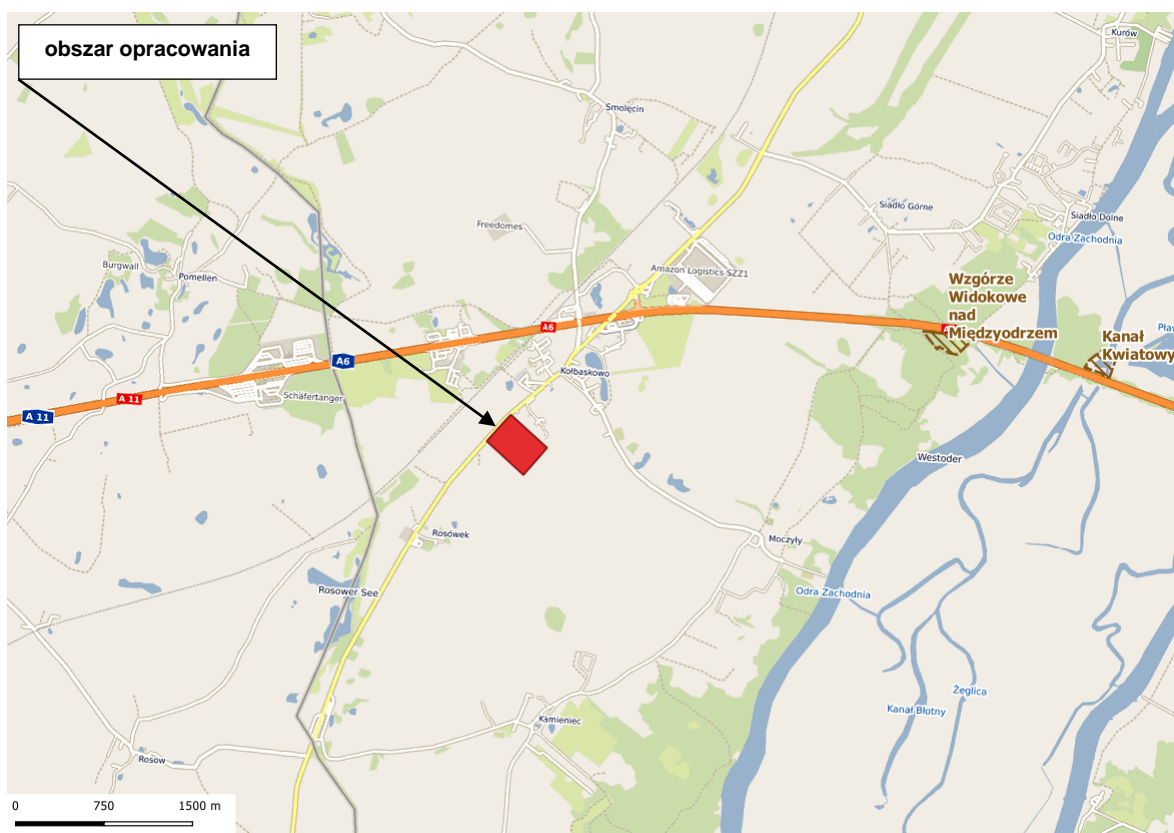 obszar opracowania
Kurów
Smolęcin
Siadło Górne
Siadło Dolne
Freedomes
Odra Zachodnia
Burgwall
Pomellen
Amazon Logistics SZZ1
Wzgórze
Widokowe
nad
Międzyodrzem
A6
A6
Kanał
Kwiatowy
Kołbaskowo
Schäfertanger
A 11
A 11
Westoder
Rosówek
Moczyły
Rosower See
Odra Zachodnia
Żeglica
Kanał Błotny
Kamieniec
Rosow
0 750 1500 m